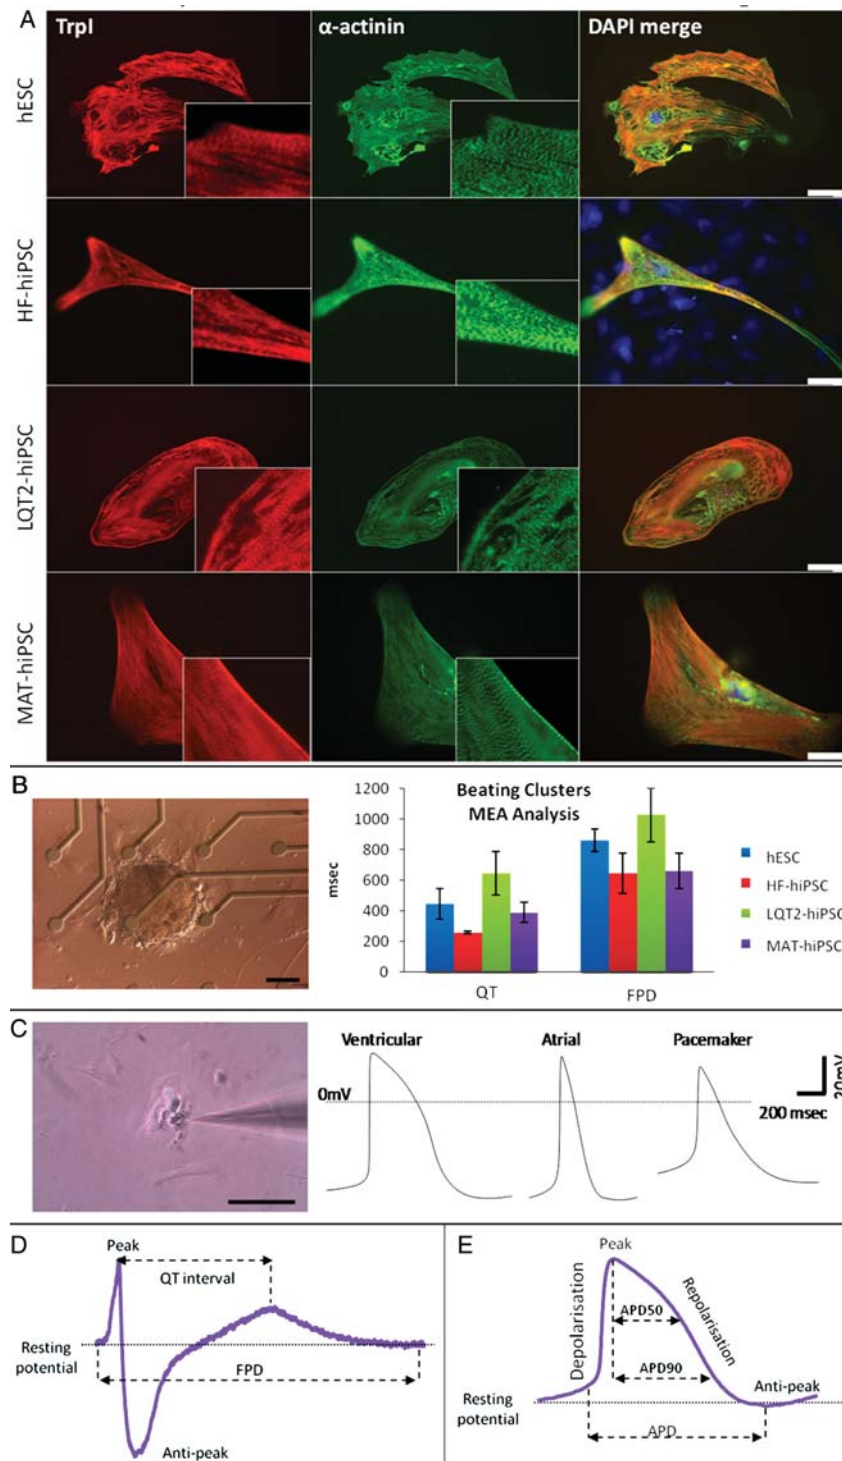 A
TrpI
α-actinin
DAPI merge
hESC
HF-hiPSC
LQT2-hiPSC
MAT-hiPSC
B
Beating Clusters
MEA Analysis
1200
1000
800
600
400
200
0
msec
QT
FPD
hESC
HF-hiPSC
LQT2-hiPSC
MAT-hiPSC
C
Ventricular
Atrial
Pacemaker
0mV
20mV
200 msec
D
Peak
QT interval
Resting
potential
FPD
Anti-peak
E
Peak
Depolarisation
Repolarisation
APD50
APD90
Anti-peak
Resting
potential
APD